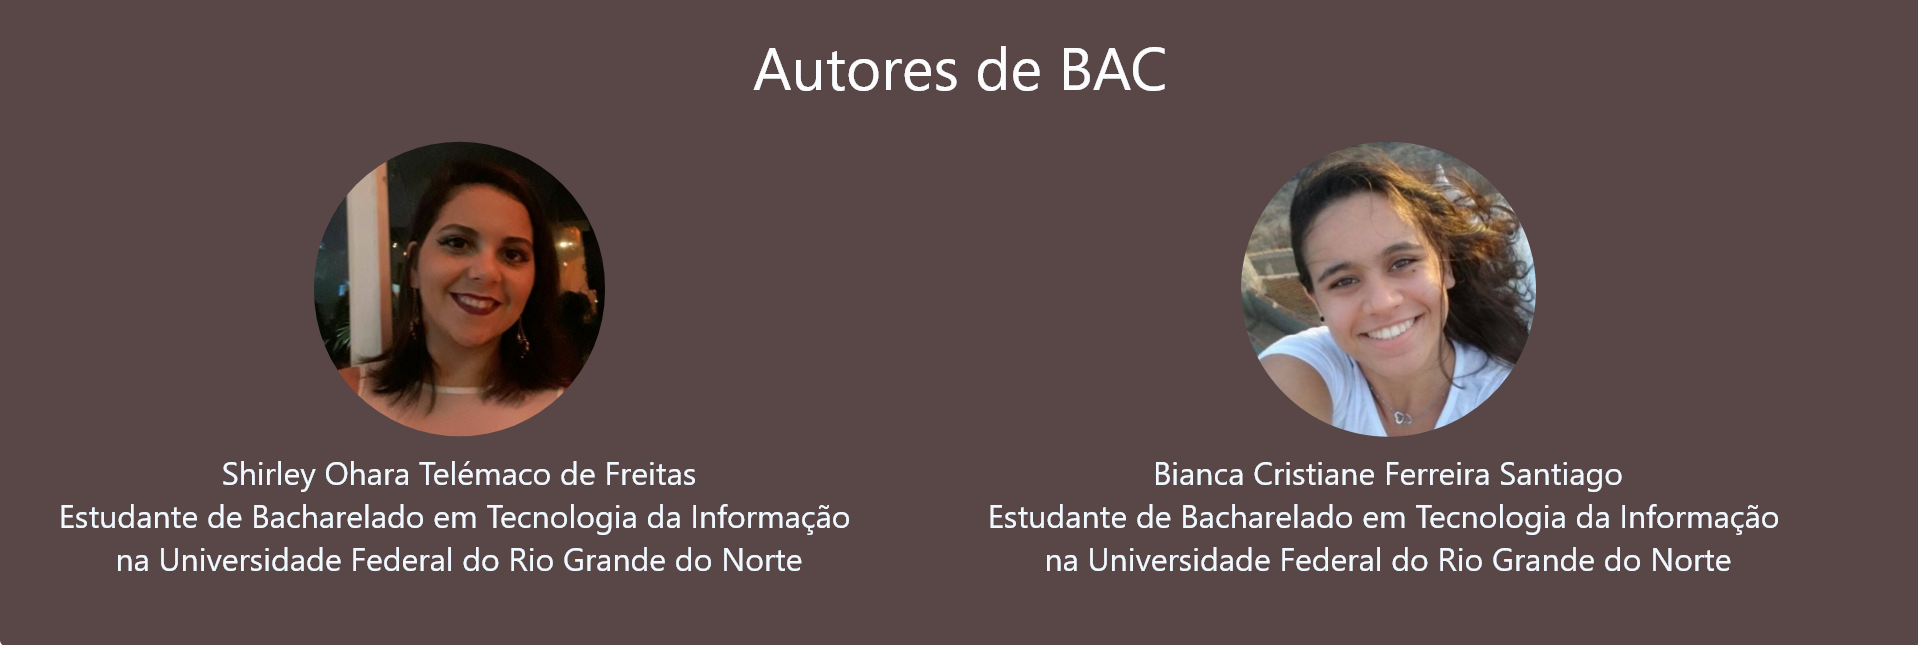 Autores de BAC
Shirley Ohara Telémaco de Freitas
Estudante de Bacharelado em Tecnologia da Informação
na Universidade Federal do Rio Grande do Norte
Bianca Cristiane Ferreira Santiago
Estudante de Bacharelado em Tecnologia da Informação
na Universidade Federal do Rio Grande do Norte